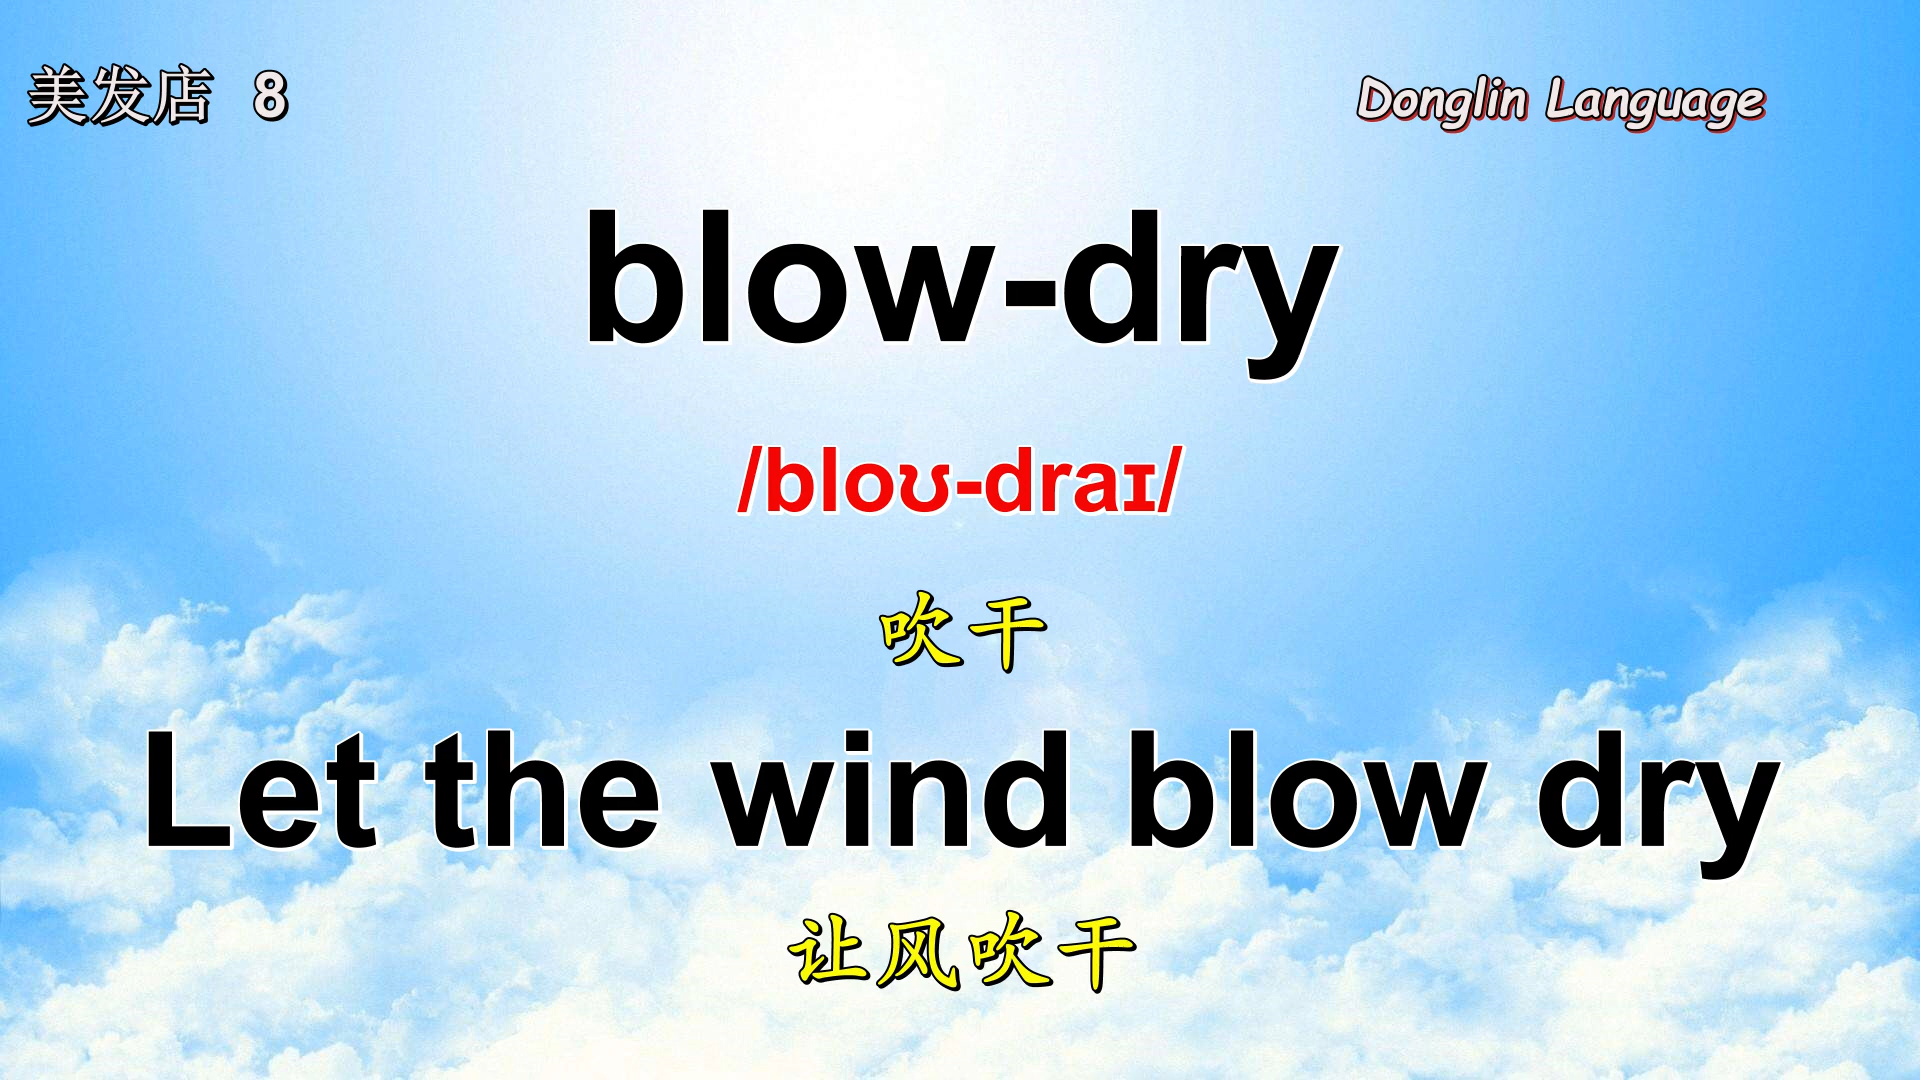 美发店 8
Donglin Language
blow-dry
/bloʊ-draɪ/
吹干
Let the wind blow dry
让风吹干